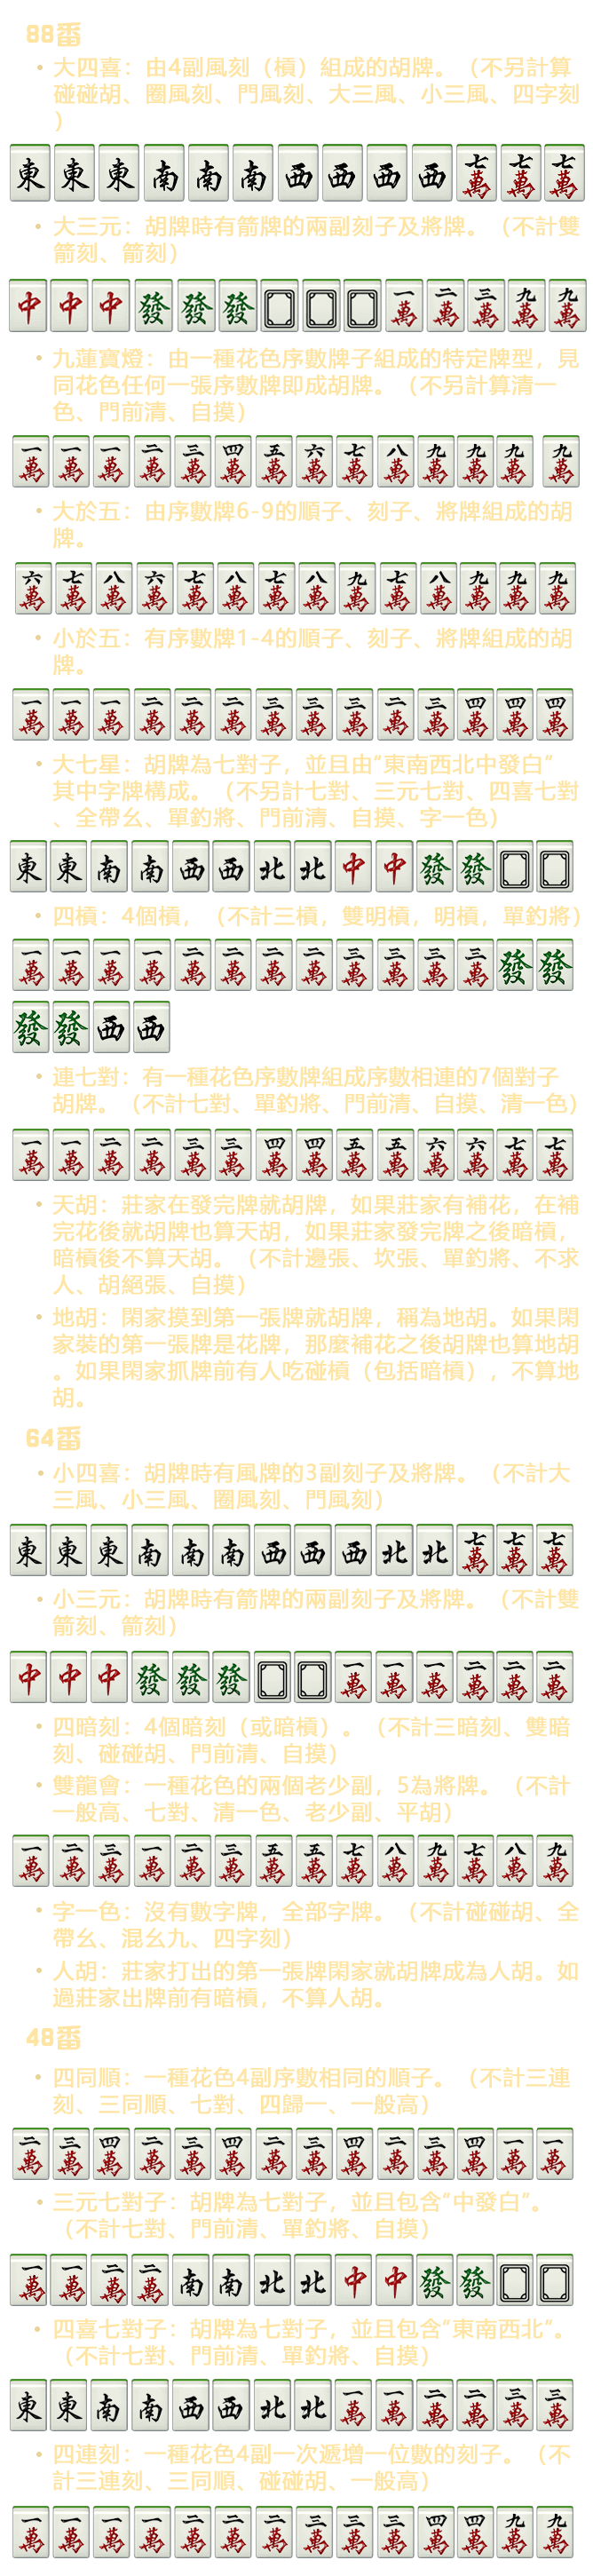 88番
• 大四喜：由4副風刻（槓）組成的胡牌。（不另計算
碰碰胡、圈風刻、門風刻、大三風、小三風、四字刻
）
東 東 東 南 南 南 西 西 西 西 七萬 七萬 七萬
• 大三元：胡牌時有箭牌的兩副刻子及將牌。（不計雙
箭刻、箭刻）
中 中 中 發 發 發 一萬 二萬 三萬 九萬 九萬
• 九蓮寶燈：由一種花色序數牌子組成的特定牌型，見
同花色任何一張序數牌即成胡牌。（不另計算清一
色、門前清、自摸）
一萬 一萬 一萬 二萬 三萬 四萬 五萬 六萬 七萬 八萬 九萬 九萬 九萬 九萬
• 大於五：由序數牌6-9的順子、刻子、將牌組成的胡
牌。
六萬 七萬 八萬 六萬 七萬 八萬 七萬 八萬 九萬 七萬 八萬 九萬 九萬 九萬
• 小於五：有序數牌1-4的順子、刻子、將牌組成的胡
牌。
一萬 一萬 一萬 二萬 二萬 二萬 三萬 三萬 三萬 二萬 三萬 四萬 四萬 四萬
• 大七星：胡牌為七對子，並且由“東南西北中發白”
其中字牌構成。（不另計七對、三元七對、四喜七對
、全帶幺、單釣將、門前清、自摸、字一色）
東 東 南 南 西 西 北 北 中 中 發 發
• 四槓：4個槓，（不計三槓，雙明槓，明槓，單釣將）
一萬 一萬 一萬 一萬 二萬 二萬 二萬 二萬 三萬 三萬 三萬 三萬 發 發
發 發 西 西
• 連七對：有一種花色序數牌組成序數相連的7個對子
胡牌。（不計七對、單釣將、門前清、自摸、清一色）
一萬 一萬 二萬 二萬 三萬 三萬 四萬 四萬 五萬 五萬 六萬 六萬 七萬 七萬
• 天胡：莊家在發完牌就胡牌，如果莊家有補花，在補
完花後就胡牌也算天胡，如果莊家發完牌之後暗槓，
暗槓後不算天胡。（不計邊張、坎張、單釣將、不求
人、胡絕張、自摸）
• 地胡：閑家摸到第一張牌就胡牌，稱為地胡。如果閑
家裝的第一張牌是花牌，那麼補花之後胡牌也算地胡
。如果閑家抓牌前有人吃碰槓（包括暗槓），不算地
胡。
64番
• 小四喜：胡牌時有風牌的3副刻子及將牌。（不計大
三風、小三風、圈風刻、門風刻）
東 東 東 南 南 南 西 西 西 北 北 七萬 七萬 七萬
• 小三元：胡牌時有箭牌的兩副刻子及將牌。（不計雙
箭刻、箭刻）
中 中 中 發 發 發 一萬 一萬 一萬 二萬 二萬 二萬
• 四暗刻：4個暗刻（或暗槓）。（不計三暗刻、雙暗
刻、碰碰胡、門前清、自摸）
• 雙龍會：一種花色的兩個老少副，5為將牌。（不計
一般高、七對、清一色、老少副、平胡）
一萬 二萬 三萬 一萬 二萬 三萬 五萬 五萬 七萬 八萬 九萬 七萬 八萬 九萬
• 字一色：沒有數字牌，全部字牌。（不計碰碰胡、全
帶幺、混幺九、四字刻）
• 人胡：莊家打出的第一張牌閑家就胡牌成為人胡。如
過莊家出牌前有暗槓，不算人胡。
48番
• 四同順：一種花色4副序數相同的順子。（不計三連
刻、三同順、七對、四歸一、一般高）
二萬 三萬 四萬 二萬 三萬 四萬 二萬 三萬 四萬 二萬 三萬 四萬 一萬 一萬
• 三元七對子：胡牌為七對子，並且包含“中發白”。
（不計七對、門前清、單釣將、自摸）
一萬 一萬 二萬 二萬 南 南 北 北 中 中 發 發
• 四喜七對子：胡牌為七對子，並且包含“東南西北”。
（不計七對、門前清、單釣將、自摸）
東 東 南 南 西 西 北 北 一萬 一萬 二萬 二萬 三萬 三萬
• 四連刻：一種花色4副一次遞增一位數的刻子。（不
計三連刻、三同順、碰碰胡、一般高）
一萬 一萬 一萬 一萬 二萬 二萬 二萬 三萬 三萬 三萬 四萬 四萬 九萬 九萬